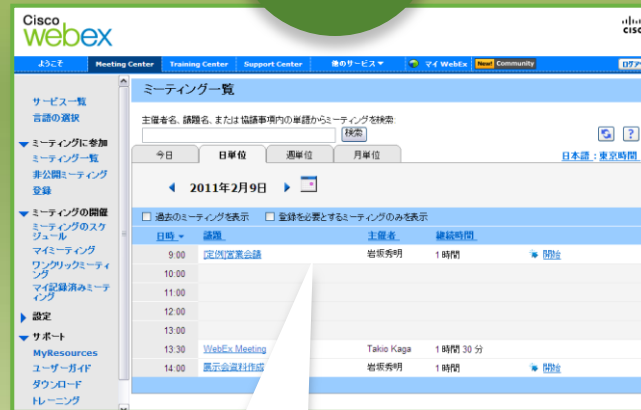 Cisco
webex
cisc
ようこそ Meeting Center Training Center Support Center 他のサービス▼ マイ WebEx New! Community
サービス一覧
言語の選択
ミーティングに参加
ミーティング一覧
非公開ミーティング
登録
ミーティングの開催
ミーティングのスケ
ジュール
マイミーティング
ワンクリックミーティ
ング
マイ記録済みミーテ
ィング
設定
サポート
MyResources
ユーザーガイド
ダウンロード
トレーニング
ミーティング一覧
主催者名、議題名、または協議事項内の単語からミーティングを検索:
検索
今日 日単位 週単位 月単位
日本語 : 東京時間
2011年2月9日
過去のミーティングを表示 登録を必要とするミーティングのみを表示
日時 議題 主催者 継続時間
9:00 [定例]営業会議 岩坂秀明 1 時間 開始
10:00
11:00
12:00
13:00
13:30 WebEx Meeting Takio Kaga 1 時間 30 分
14:00 展示会資料作成 岩坂秀明 1 時間 開始